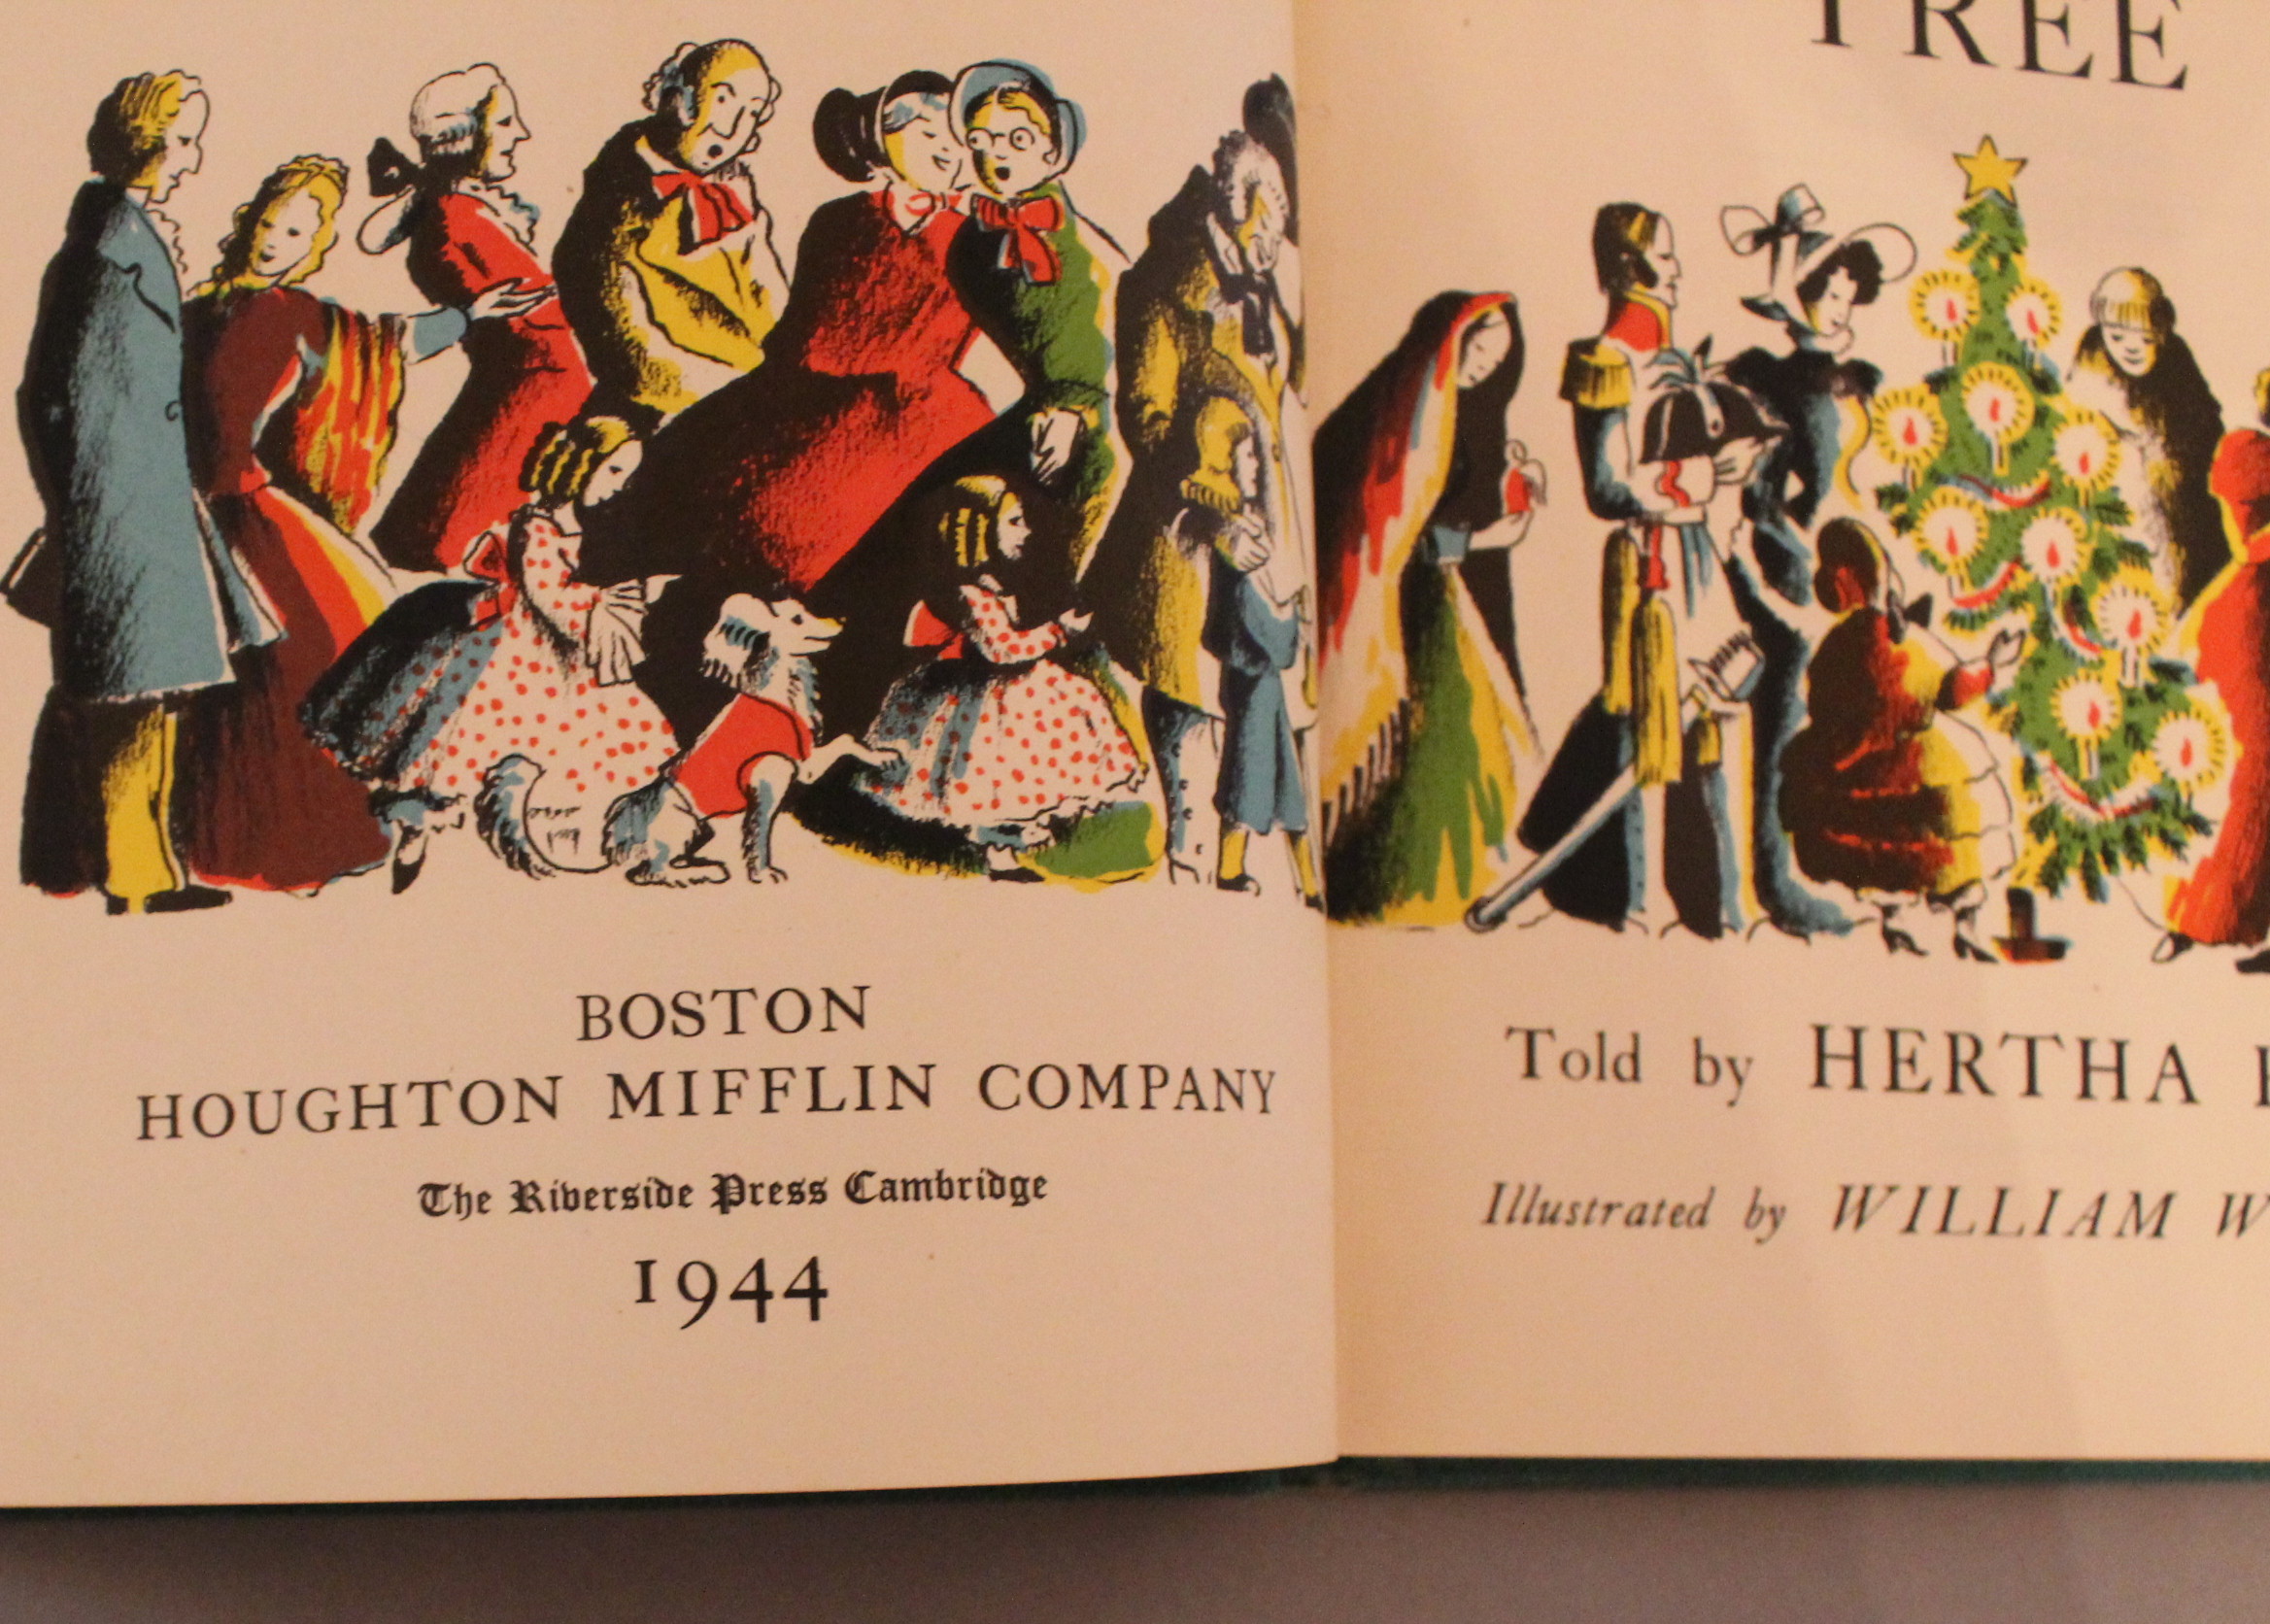 BOSTON
HOUGHTON MIFFLIN COMPANY
The Riverside Press Cambridge
1944
TREE
Told by HERTHA
Illustrated by WILLIAM W